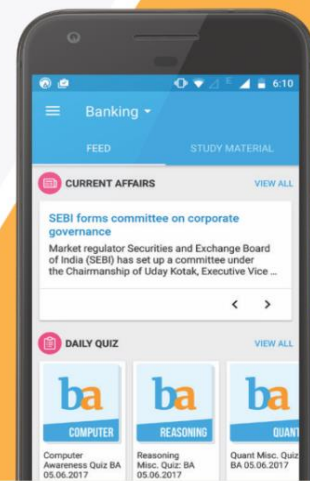 6:10
Banking
FEED STUDY MATERIAL
CURRENT AFFAIRS VIEW ALL
SEBI forms committee on corporate
governance
Market regulator Securities and Exchange Board
of India (SEBI) has set up a committee under
the Chairmanship of Uday Kotak, Executive Vice ...
DAILY QUIZ VIEW ALL
ba ba ba
COMPUTER REASONING QUANT
Computer Reasoning Quant Misc. Quiz
Awareness Quiz BA Misc. Quiz: BA BA 05.06.2017
05.06.2017 05.06.2017